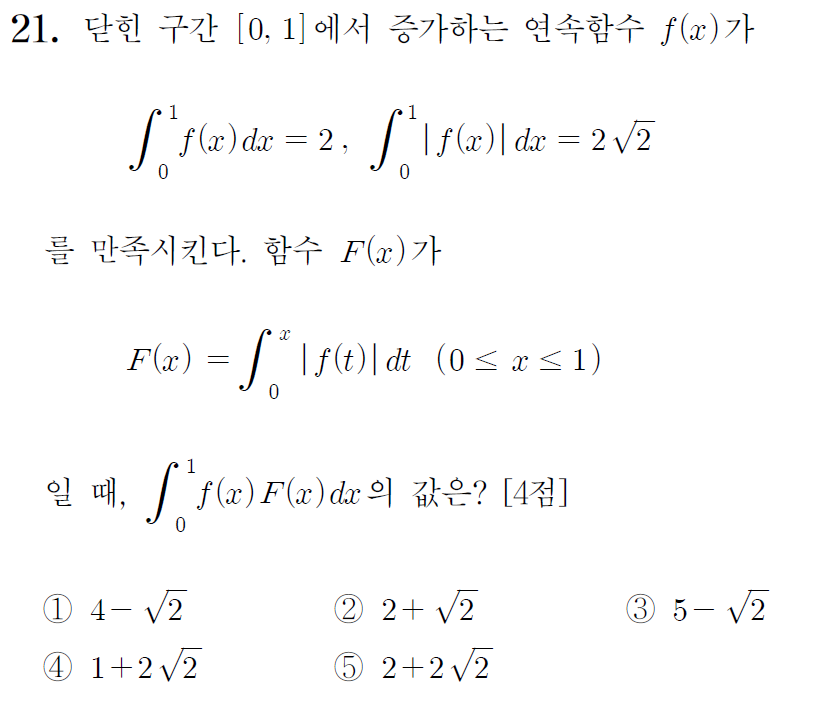 21. 닫힌 구간 [0, 1]에서 증가하는 연속함수 f(x)가
∫₀¹ f(x)dx = 2, ∫₀¹ |f(x)|dx = 2√2
를 만족시킨다. 함수 F(x)가
F(x) = ∫₀ˣ |f(t)|dt (0 ≤ x ≤ 1)
일 때, ∫₀¹ f(x)F(x)dx의 값은? [4점]
① 4−√2 ② 2+√2 ③ 5−√2
④ 1+2√2 ⑤ 2+2√2